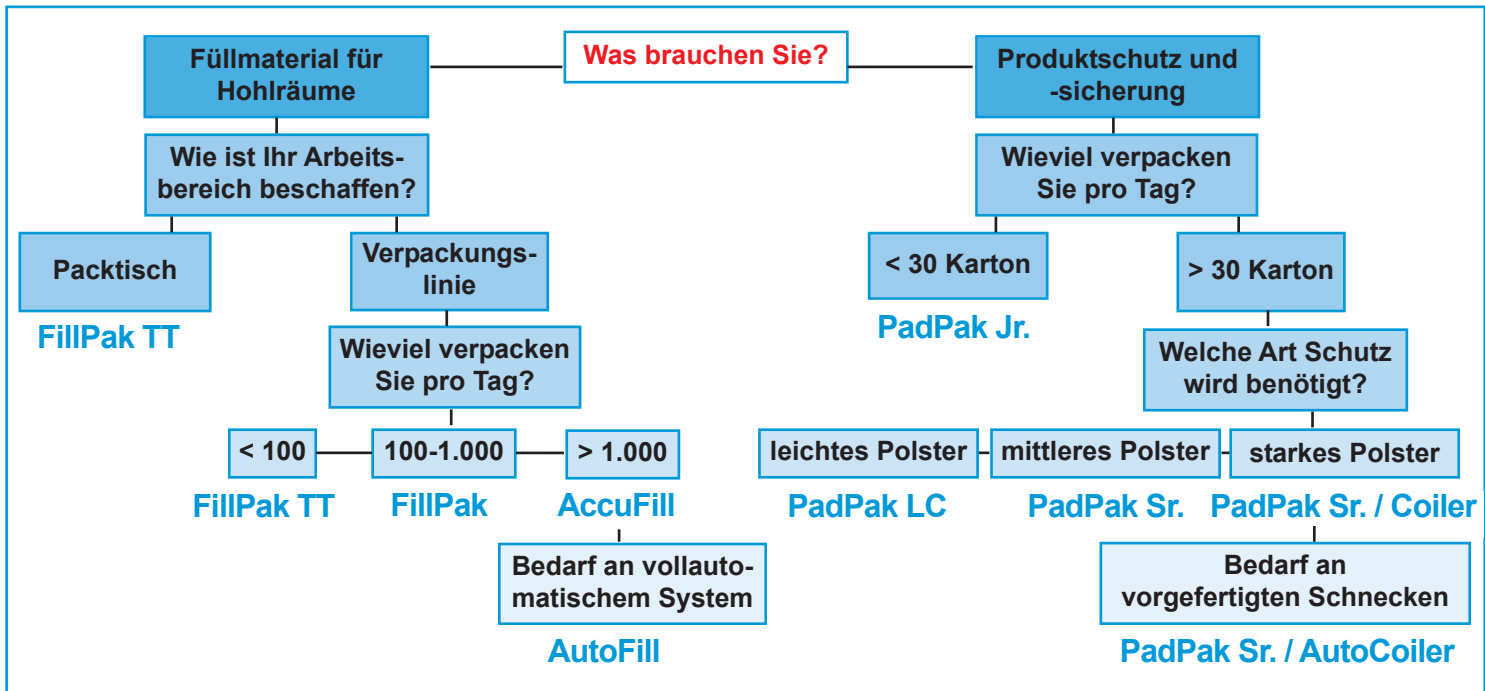 Was brauchen Sie?
Füllmaterial für
Hohlräume
Produktschutz und
-sicherung
Wie ist Ihr Arbeits-
bereich beschaffen?
Wieviel verpacken
Sie pro Tag?
Packtisch
FillPak TT
Verpackungs-
linie
< 30 Karton
PadPak Jr.
> 30 Karton
Wieviel verpacken
Sie pro Tag?
Welche Art Schutz
wird benötigt?
< 100
100-1.000
> 1.000
leichtes Polster
mittleres Polster
starkes Polster
FillPak TT
FillPak
AccuFill
PadPak LC
PadPak Sr.
PadPak Sr. / Coiler
Bedarf an vollauto-
matischem System
AutoFill
Bedarf an
vorgefertigten Schnecken
PadPak Sr. / AutoCoiler